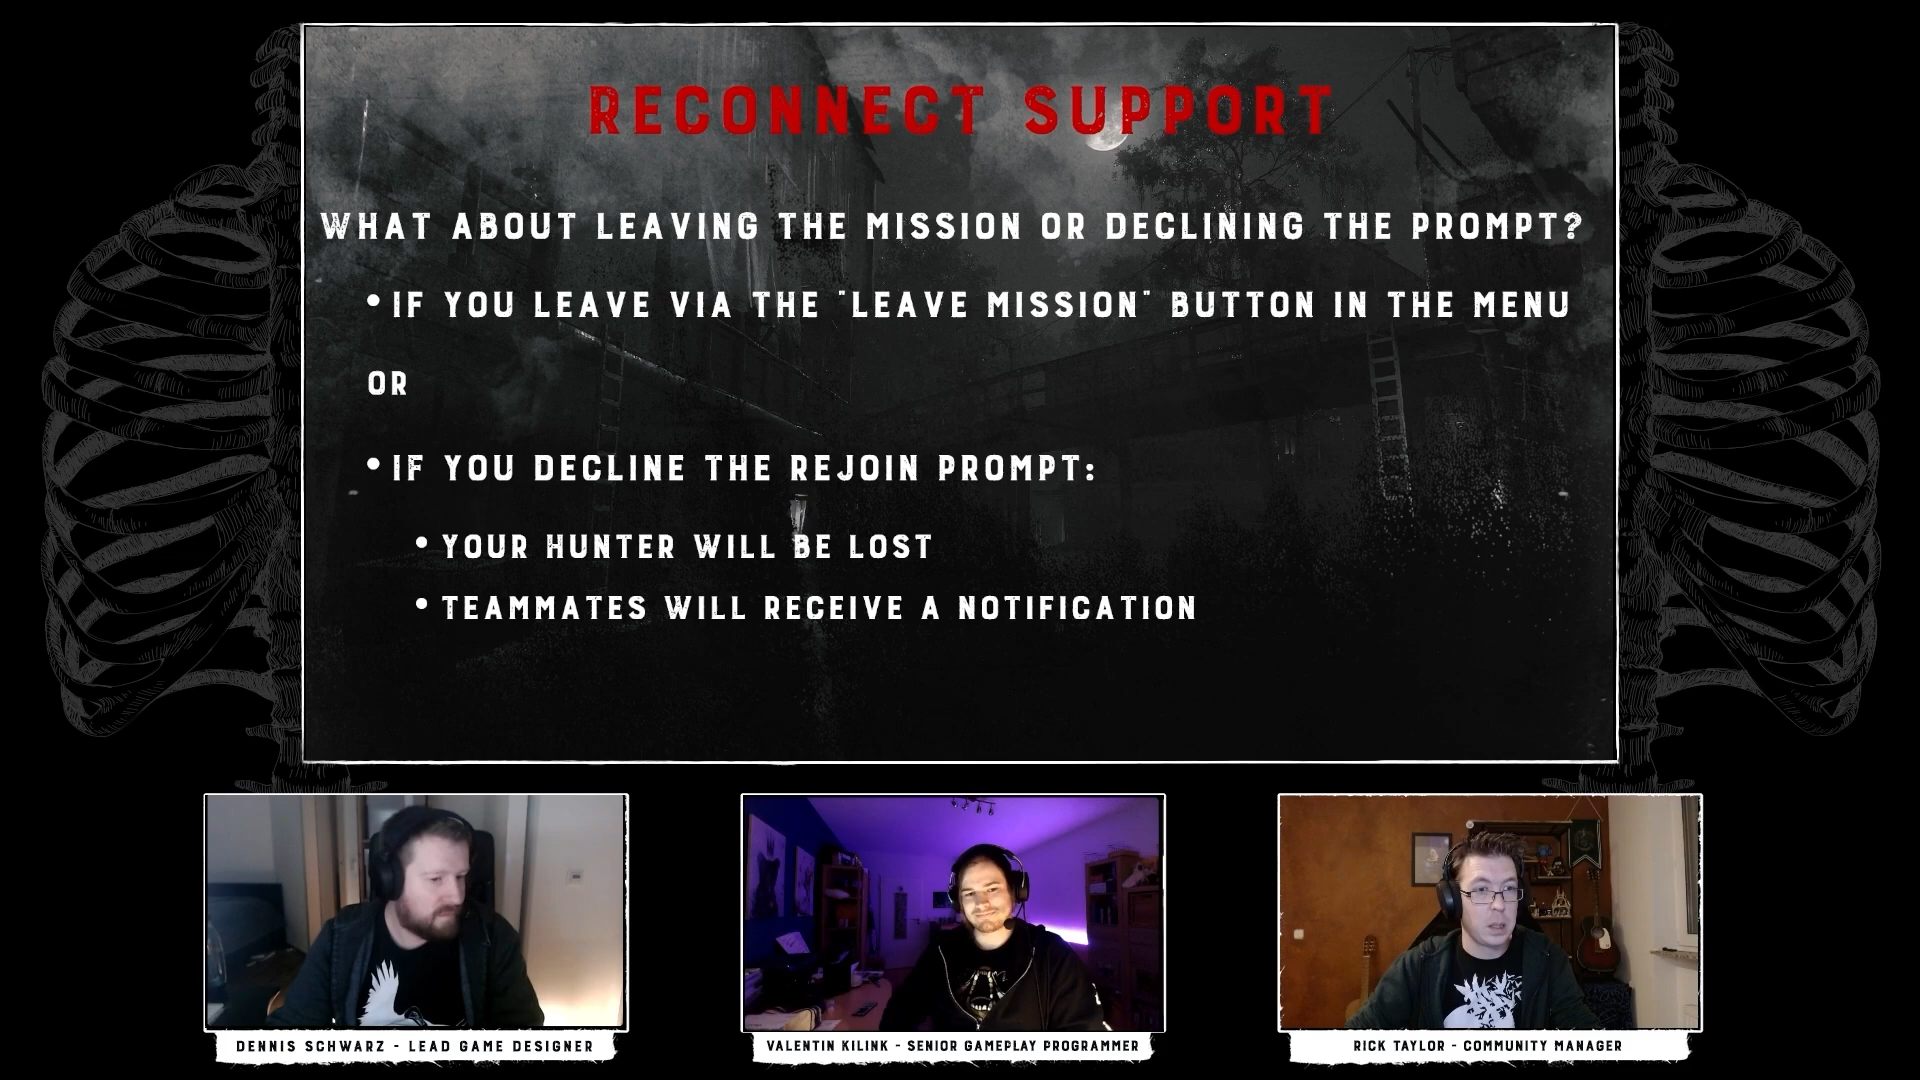 RECONNECT SUPPORT
WHAT ABOUT LEAVING THE MISSION OR DECLINING THE PROMPT?
• IF YOU LEAVE VIA THE "LEAVE MISSION" BUTTON IN THE MENU
OR
• IF YOU DECLINE THE REJOIN PROMPT:
• YOUR HUNTER WILL BE LOST
• TEAMMATES WILL RECEIVE A NOTIFICATION
DENNIS SCHWARZ - LEAD GAME DESIGNER
VALENTIN KILINK - SENIOR GAMEPLAY PROGRAMMER
RICK TAYLOR - COMMUNITY MANAGER